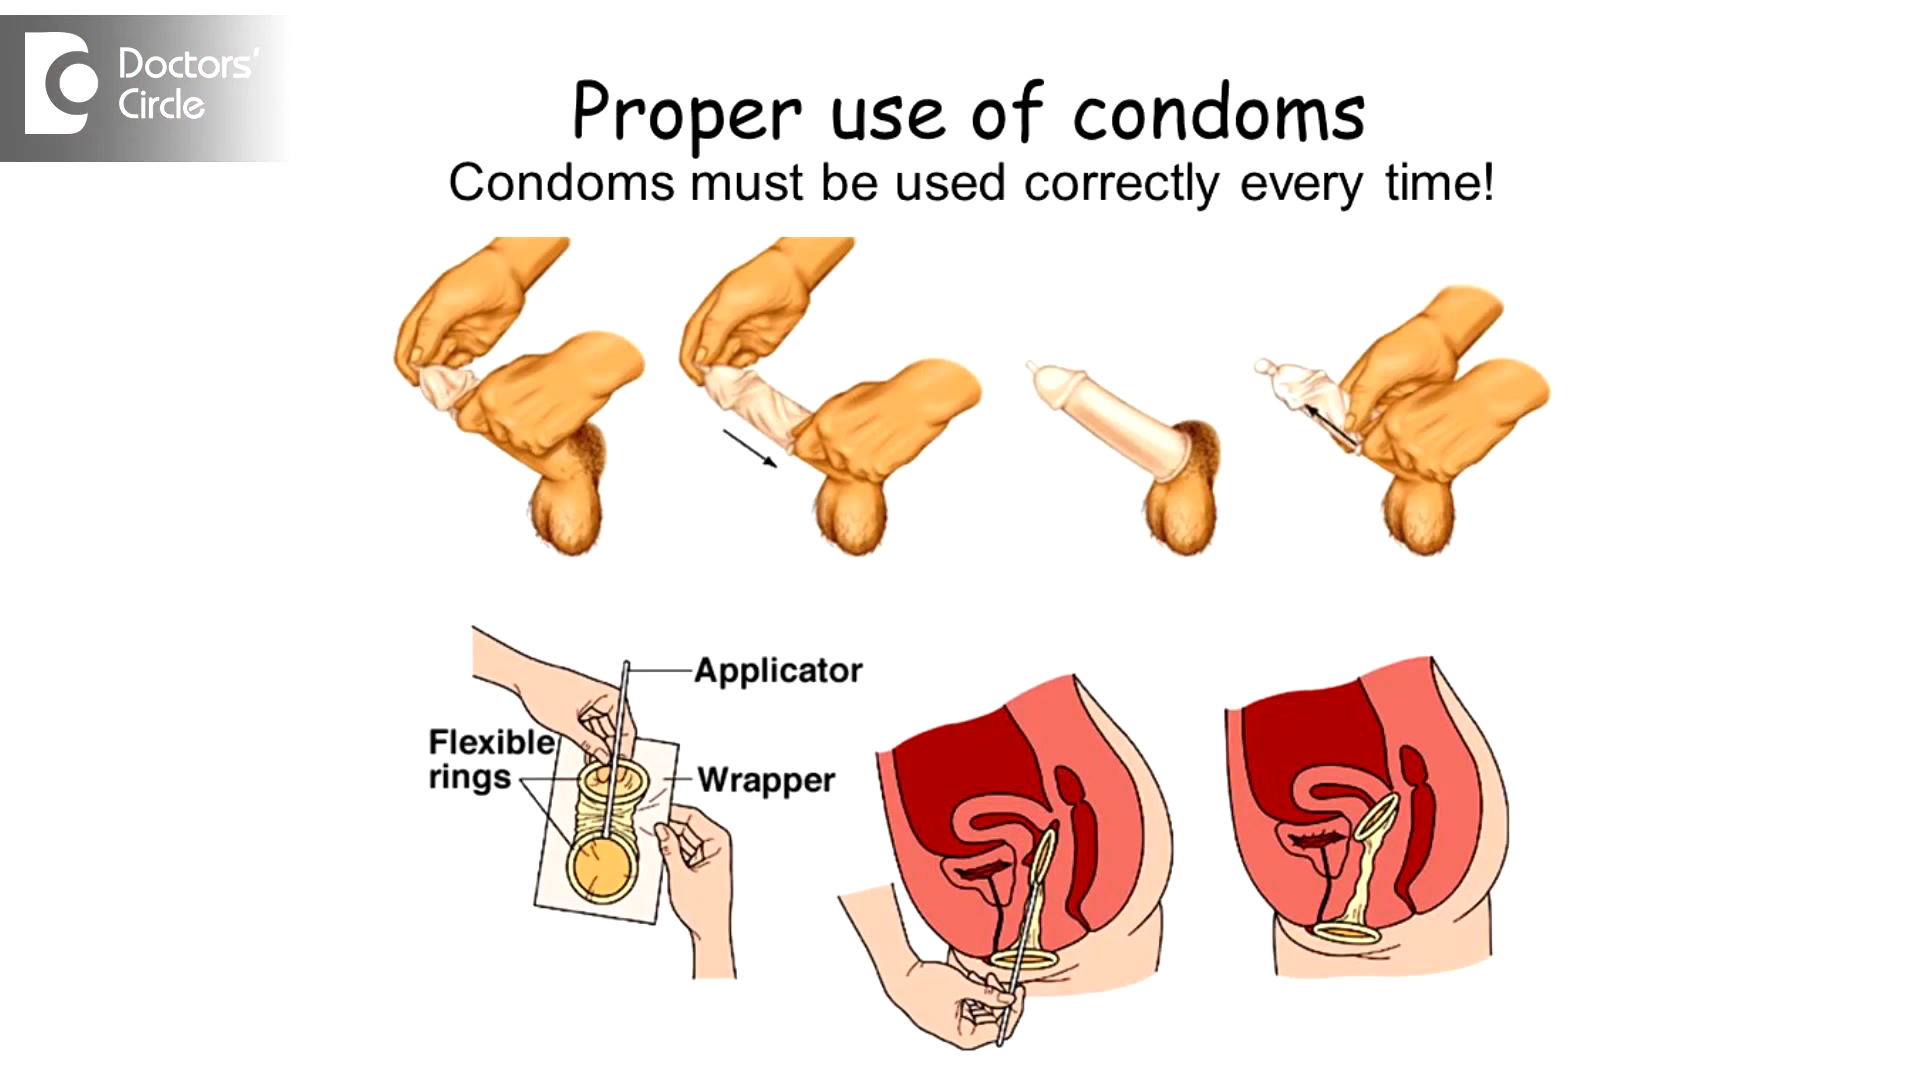 Doctors'
Circle
Proper use of condoms
Condoms must be used correctly every time!
Applicator
Flexible
rings
Wrapper